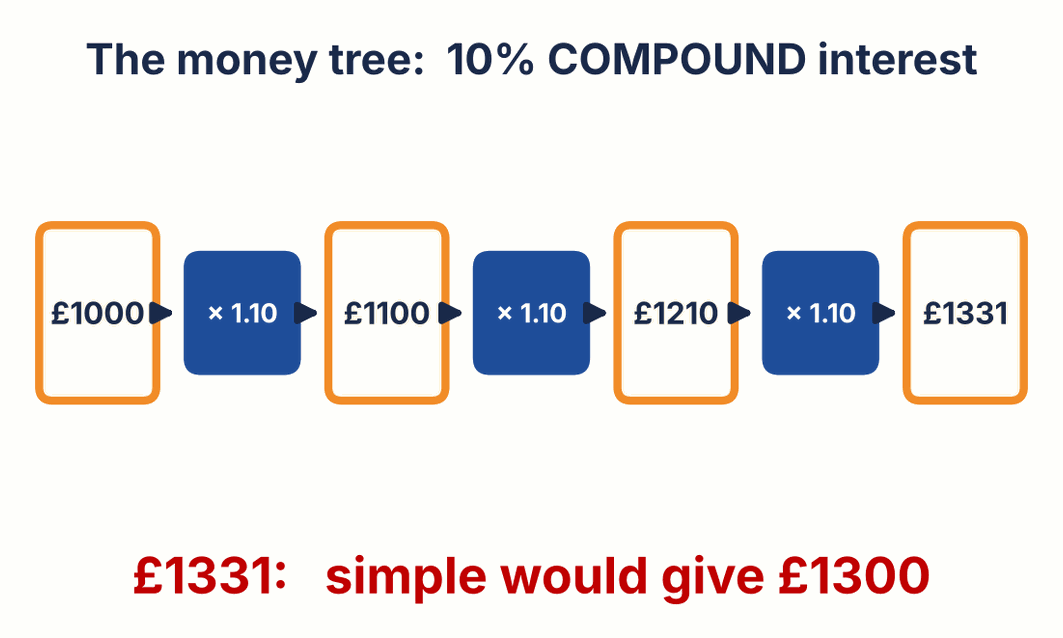 The money tree: 10% COMPOUND interest
£1000 × 1.10 £1100 × 1.10 £1210 × 1.10 £1331
£1331: simple would give £1300